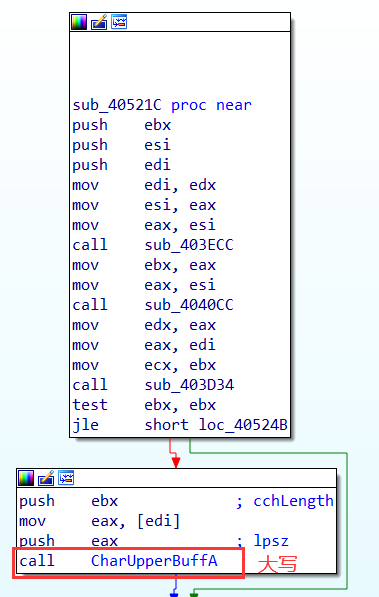 sub_40521C proc near
push ebx
push esi
push edi
mov edi, edx
mov esi, eax
mov eax, esi
call sub_403ECC
mov ebx, eax
mov eax, esi
call sub_4040CC
mov edx, eax
mov eax, edi
mov ecx, ebx
call sub_403D34
test ebx, ebx
jle short loc_40524B
push ebx ; cchLength
mov eax, [edi]
push eax ; lpsz
call CharUpperBuffA 大写